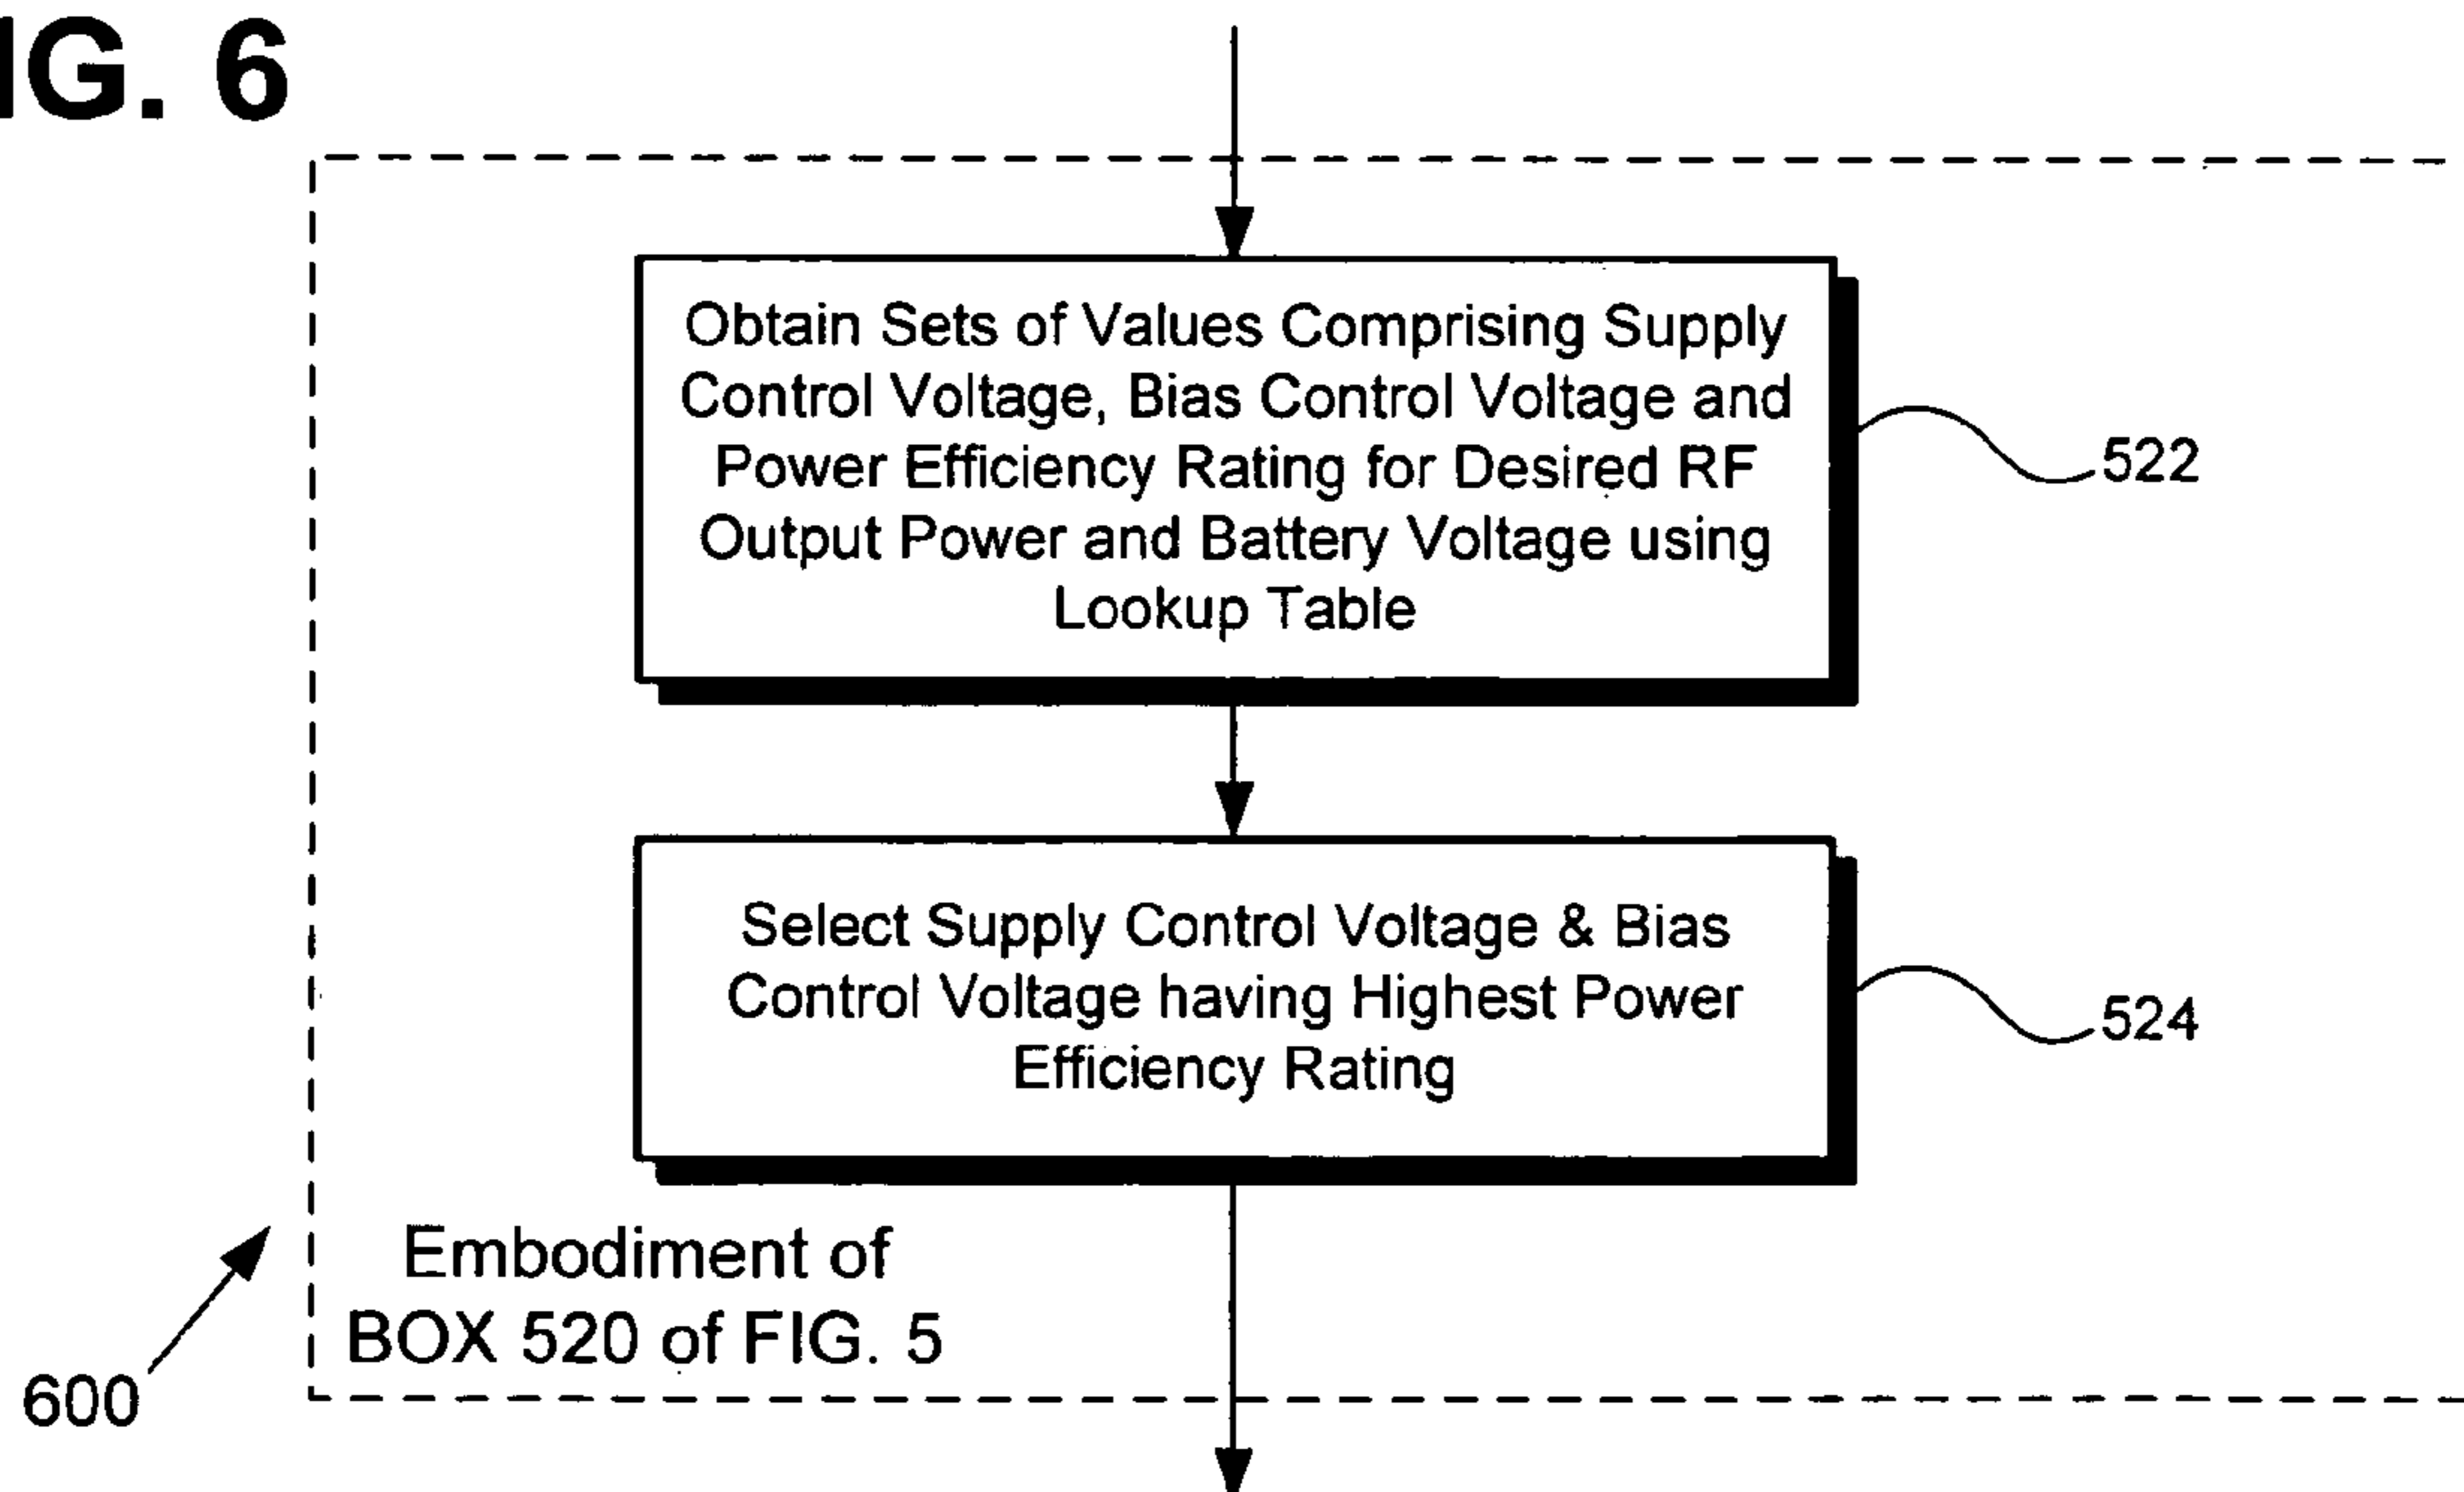 IG. 6
Obtain Sets of Values Comprising Supply
Control Voltage, Bias Control Voltage and
Power Efficiency Rating for Desired RF
Output Power and Battery Voltage using
Lookup Table
522
Select Supply Control Voltage & Bias
Control Voltage having Highest Power
Efficiency Rating
524
Embodiment of
BOX 520 of FIG. 5
600